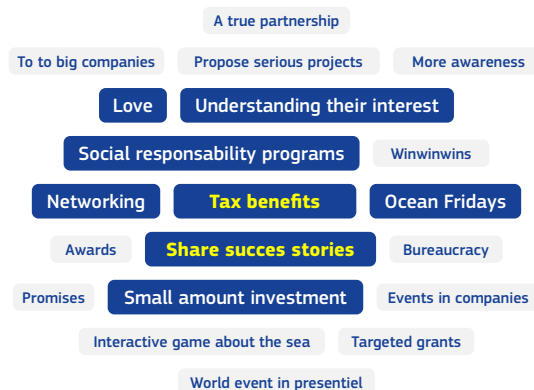 A true partnership
To to big companies Propose serious projects More awareness
Love Understanding their interest
Social responsability programs Winwinwins
Networking Tax benefits Ocean Fridays
Awards Share succes stories Bureaucracy
Promises Small amount investment Events in companies
Interactive game about the sea Targeted grants
World event in presentiel